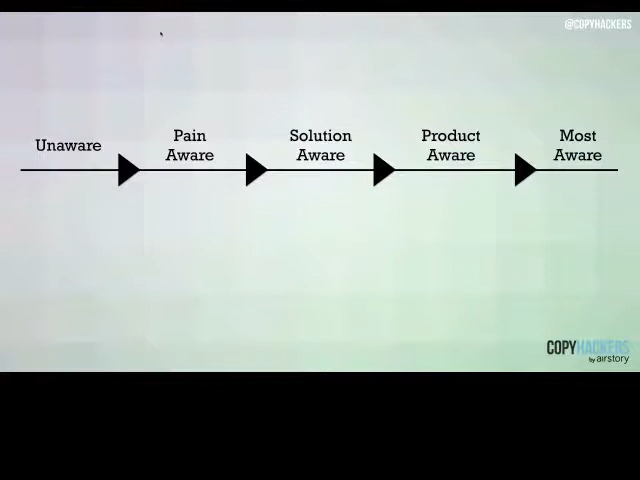 @COPYHACKERS
Unaware
Pain
Aware
Solution
Aware
Product
Aware
Most
Aware
COPYHACKERS
by airstory